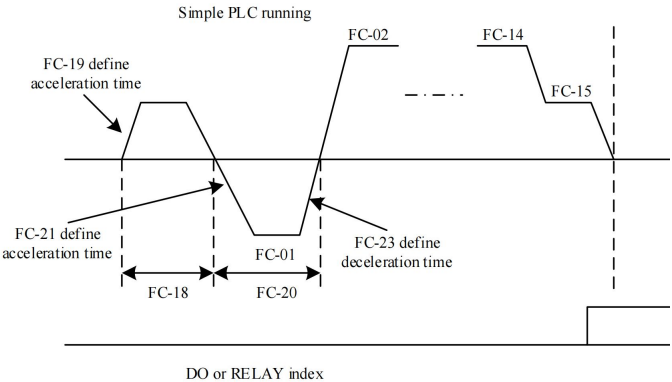 Simple PLC running
FC-02
FC-14
FC-19 define
acceleration time
FC-15
FC-21 define
acceleration time
FC-01
FC-23 define
deceleration time
FC-18
FC-20
DO or RELAY index